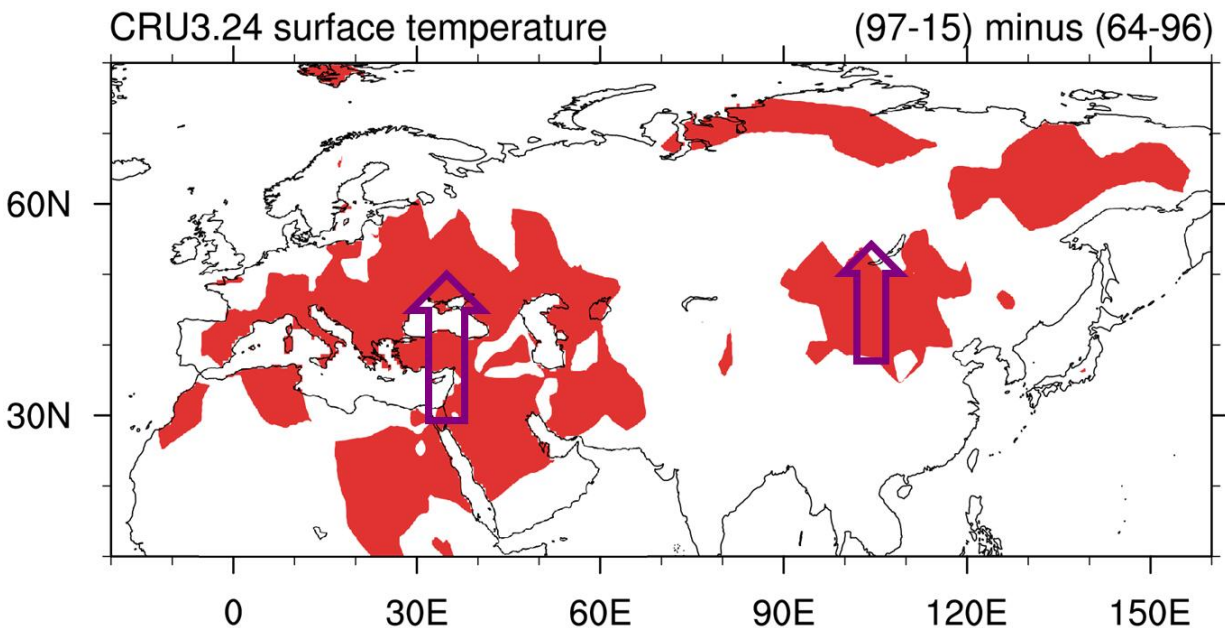 CRU3.24 surface temperature (97-15) minus (64-96)
60N
30N
0 30E 60E 90E 120E 150E